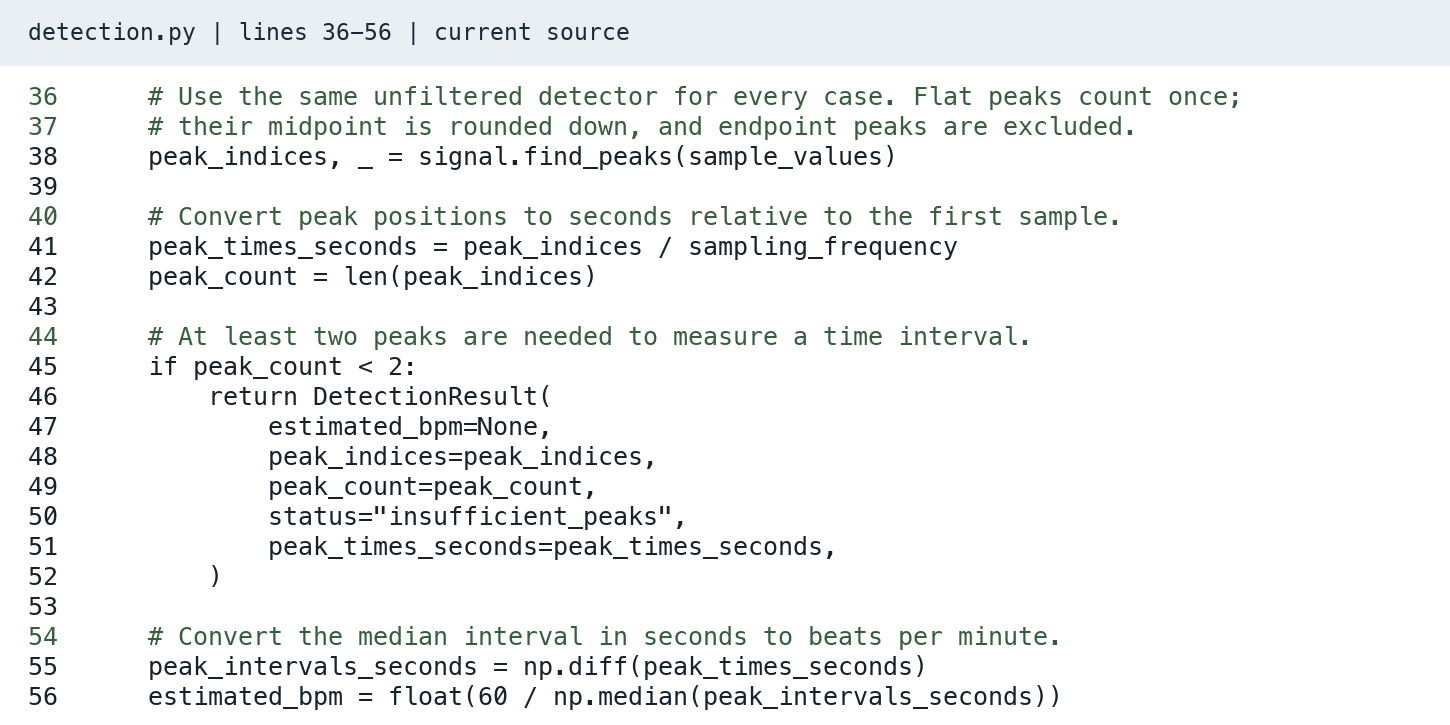 detection.py | lines 36–56 | current source
36      # Use the same unfiltered detector for every case. Flat peaks count once;
37      # their midpoint is rounded down, and endpoint peaks are excluded.
38      peak_indices, _ = signal.find_peaks(sample_values)
39
40      # Convert peak positions to seconds relative to the first sample.
41      peak_times_seconds = peak_indices / sampling_frequency
42      peak_count = len(peak_indices)
43
44      # At least two peaks are needed to measure a time interval.
45      if peak_count < 2:
46          return DetectionResult(
47              estimated_bpm=None,
48              peak_indices=peak_indices,
49              peak_count=peak_count,
50              status="insufficient_peaks",
51              peak_times_seconds=peak_times_seconds,
52          )
53
54      # Convert the median interval in seconds to beats per minute.
55      peak_intervals_seconds = np.diff(peak_times_seconds)
56      estimated_bpm = float(60 / np.median(peak_intervals_seconds))